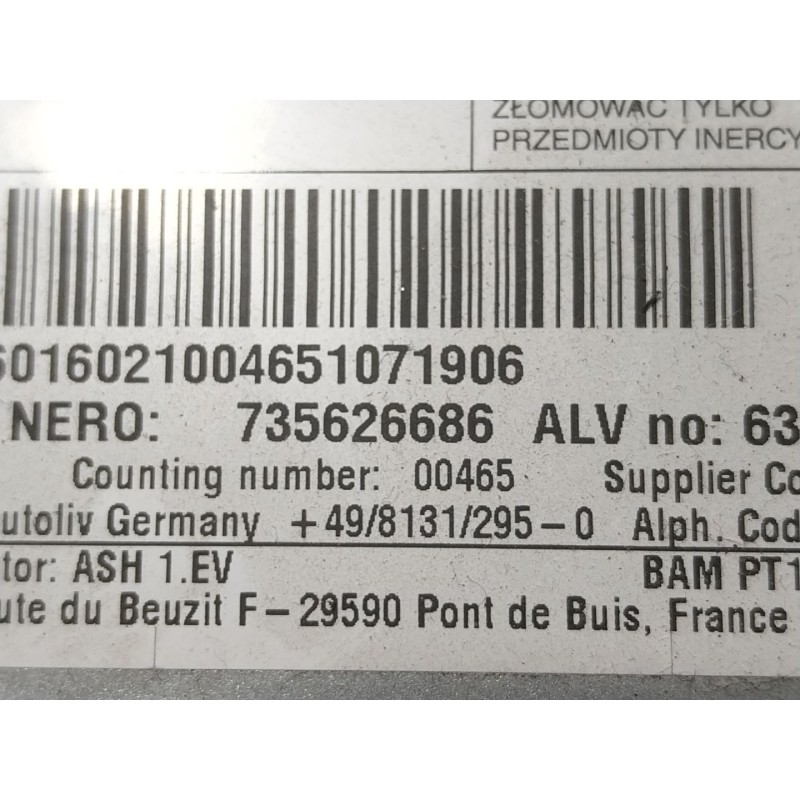 ZŁOMOWAĆ TYLKO
PRZEDMIOTY INERCY
6016021004651071906
NERO: 735626686 ALV no: 63
Counting number: 00465 Supplier Co
utoliv Germany +49/8131/295-0 Alph. Cod
tor: ASH 1.EV BAM PT1
ute du Beuzit F-29590 Pont de Buis, France